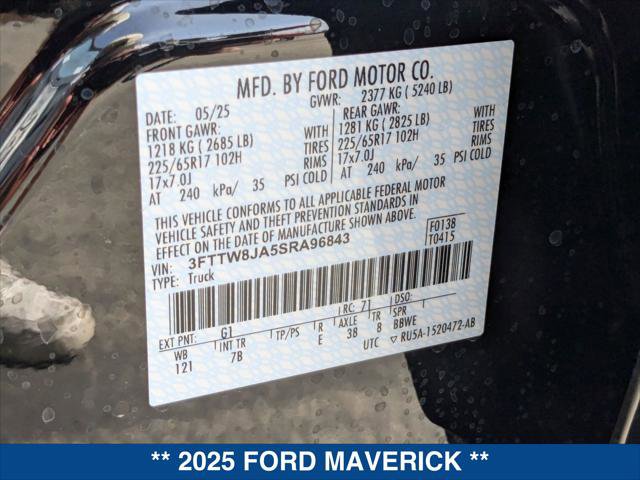 MFD. BY FORD MOTOR CO.
DATE: 05/25 GVWR: 2377 KG ( 5240 LB)
FRONT GAWR: REAR GAWR:
1218 KG ( 2685 LB) WITH 1281 KG ( 2825 LB) WITH
225/65R17 102H TIRES 225/65R17 102H TIRES
17x7.0J RIMS 17x7.0J RIMS
AT 240 kPa/ 35 PSI COLD AT 240 kPa/ 35 PSI COLD
THIS VEHICLE CONFORMS TO ALL APPLICABLE FEDERAL MOTOR
VEHICLE SAFETY AND THEFT PREVENTION STANDARDS IN
EFFECT ON THE DATE OF MANUFACTURE SHOWN ABOVE.
VIN: 3FTTW8JA5SRA96843 F0138
TYPE: Truck T0415
EXT PNT: G1 RC: 71 DSO:
WB INT TR TP/PS R AXLE TR SPR
121 7B E 3B 8 BBWE
UTC ▽ RU5A-1520472-AB
** 2025 FORD MAVERICK **